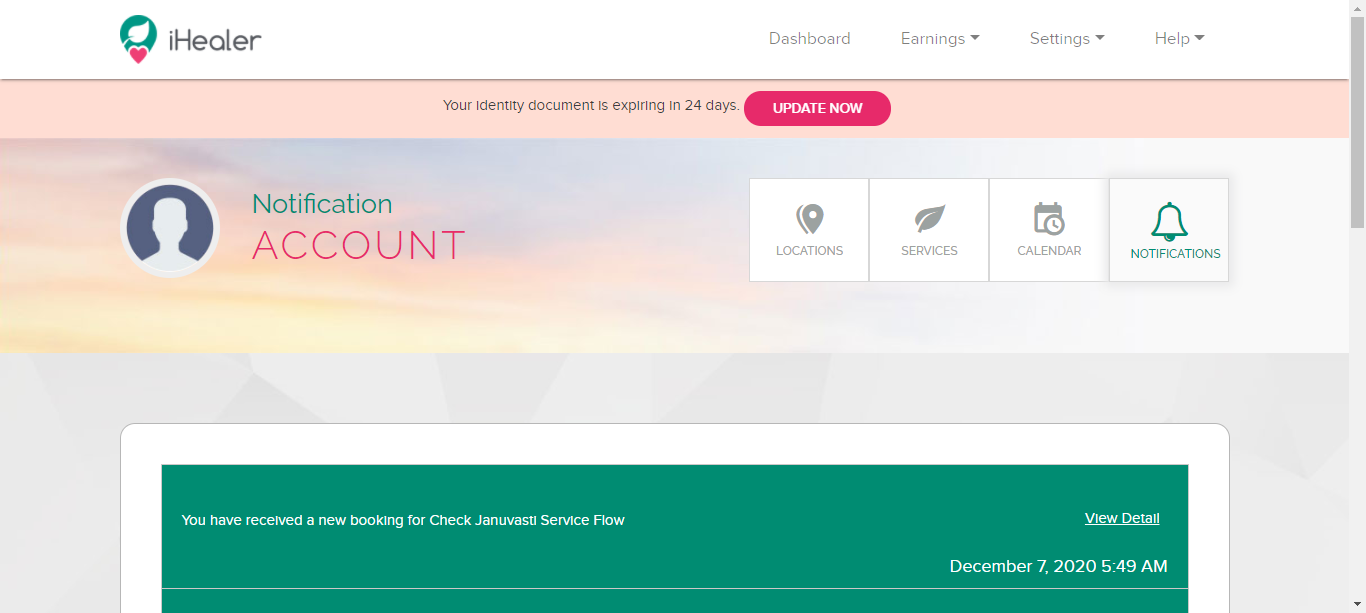 iHealer
Dashboard
Earnings
Settings
Help
Your identity document is expiring in 24 days.
UPDATE NOW
Notification
ACCOUNT
LOCATIONS
SERVICES
CALENDAR
NOTIFICATIONS
You have received a new booking for Check Januvasti Service Flow
View Detail
December 7, 2020 5:49 AM